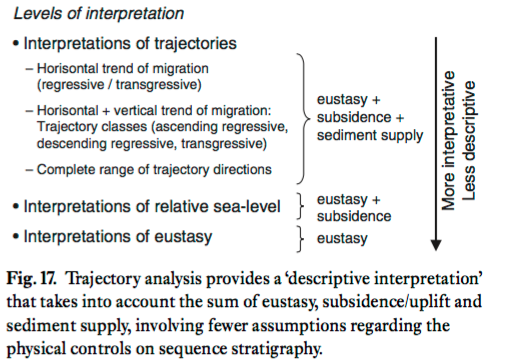 Levels of interpretation
• Interpretations of trajectories
– Horisontal trend of migration
(regressive / transgressive)
– Horisontal + vertical trend of migration:
Trajectory classes (ascending regressive,
descending regressive, transgressive)
– Complete range of trajectory directions
eustasy +
subsidence +
sediment supply
• Interpretations of relative sea-level
eustasy +
subsidence
• Interpretations of eustasy
eustasy
More interpretative
Less descriptive
Fig. 17. Trajectory analysis provides a ‘descriptive interpretation’
that takes into account the sum of eustasy, subsidence/uplift and
sediment supply, involving fewer assumptions regarding the
physical controls on sequence stratigraphy.